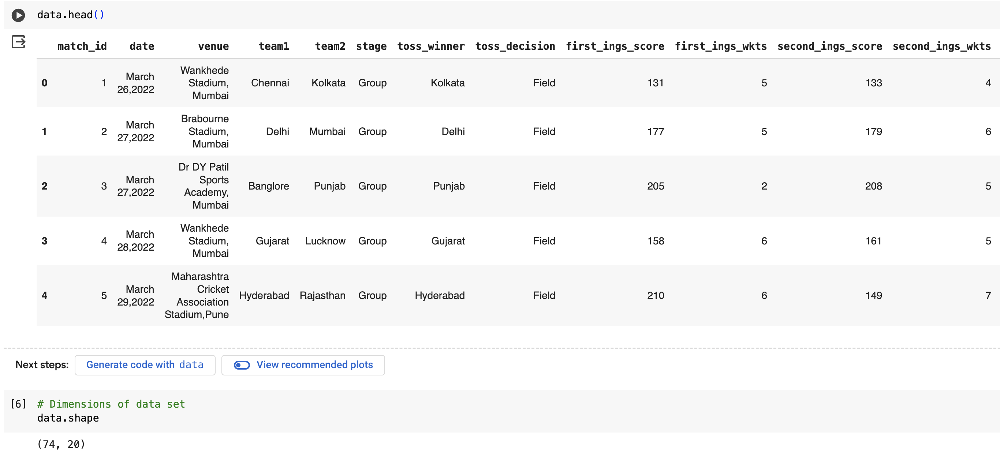 data.head()
match_id date venue team1 team2 stage toss_winner toss_decision first_ings_score first_ings_wkts second_ings_score second_ings_wkts
0 1 March 26,2022 Wankhede Stadium, Mumbai Chennai Kolkata Group Kolkata Field 131 5 133 4
1 2 March 27,2022 Brabourne Stadium, Mumbai Delhi Mumbai Group Delhi Field 177 5 179 6
2 3 March 27,2022 Dr DY Patil Sports Academy, Mumbai Banglore Punjab Group Punjab Field 205 2 208 5
3 4 March 28,2022 Wankhede Stadium, Mumbai Gujarat Lucknow Group Gujarat Field 158 6 161 5
4 5 March 29,2022 Maharashtra Cricket Association Stadium,Pune Hyderabad Rajasthan Group Hyderabad Field 210 6 149 7
Next steps: Generate code with data View recommended plots
[6] # Dimensions of data set
data.shape
(74, 20)